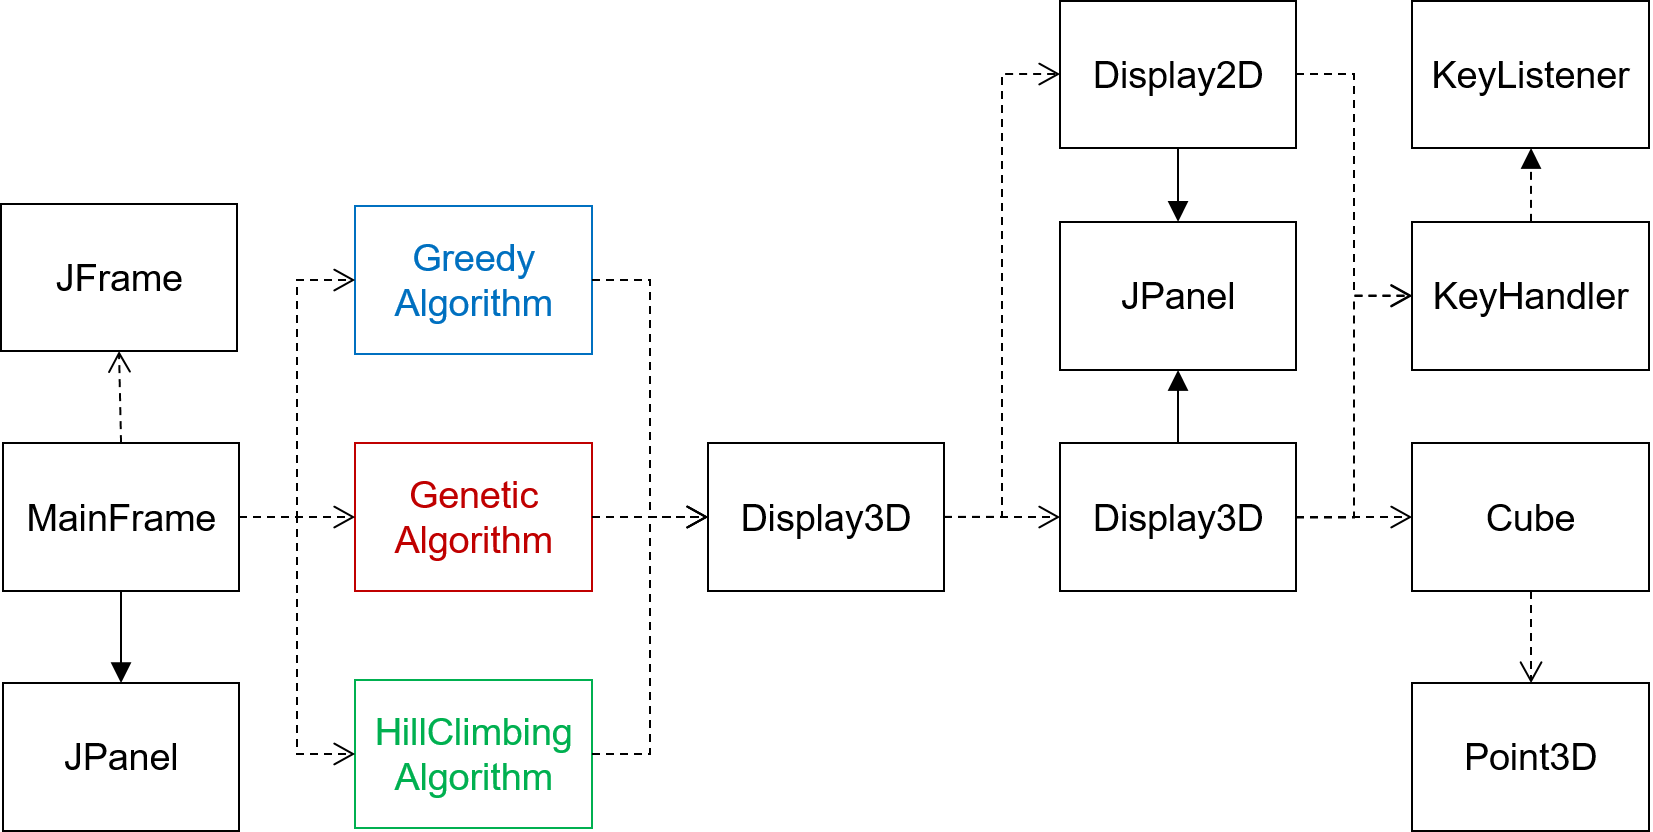 Display2D
KeyListener
JFrame
Greedy
Algorithm
JPanel
KeyHandler
MainFrame
Genetic
Algorithm
Display3D
Display3D
Cube
JPanel
HillClimbing
Algorithm
Point3D